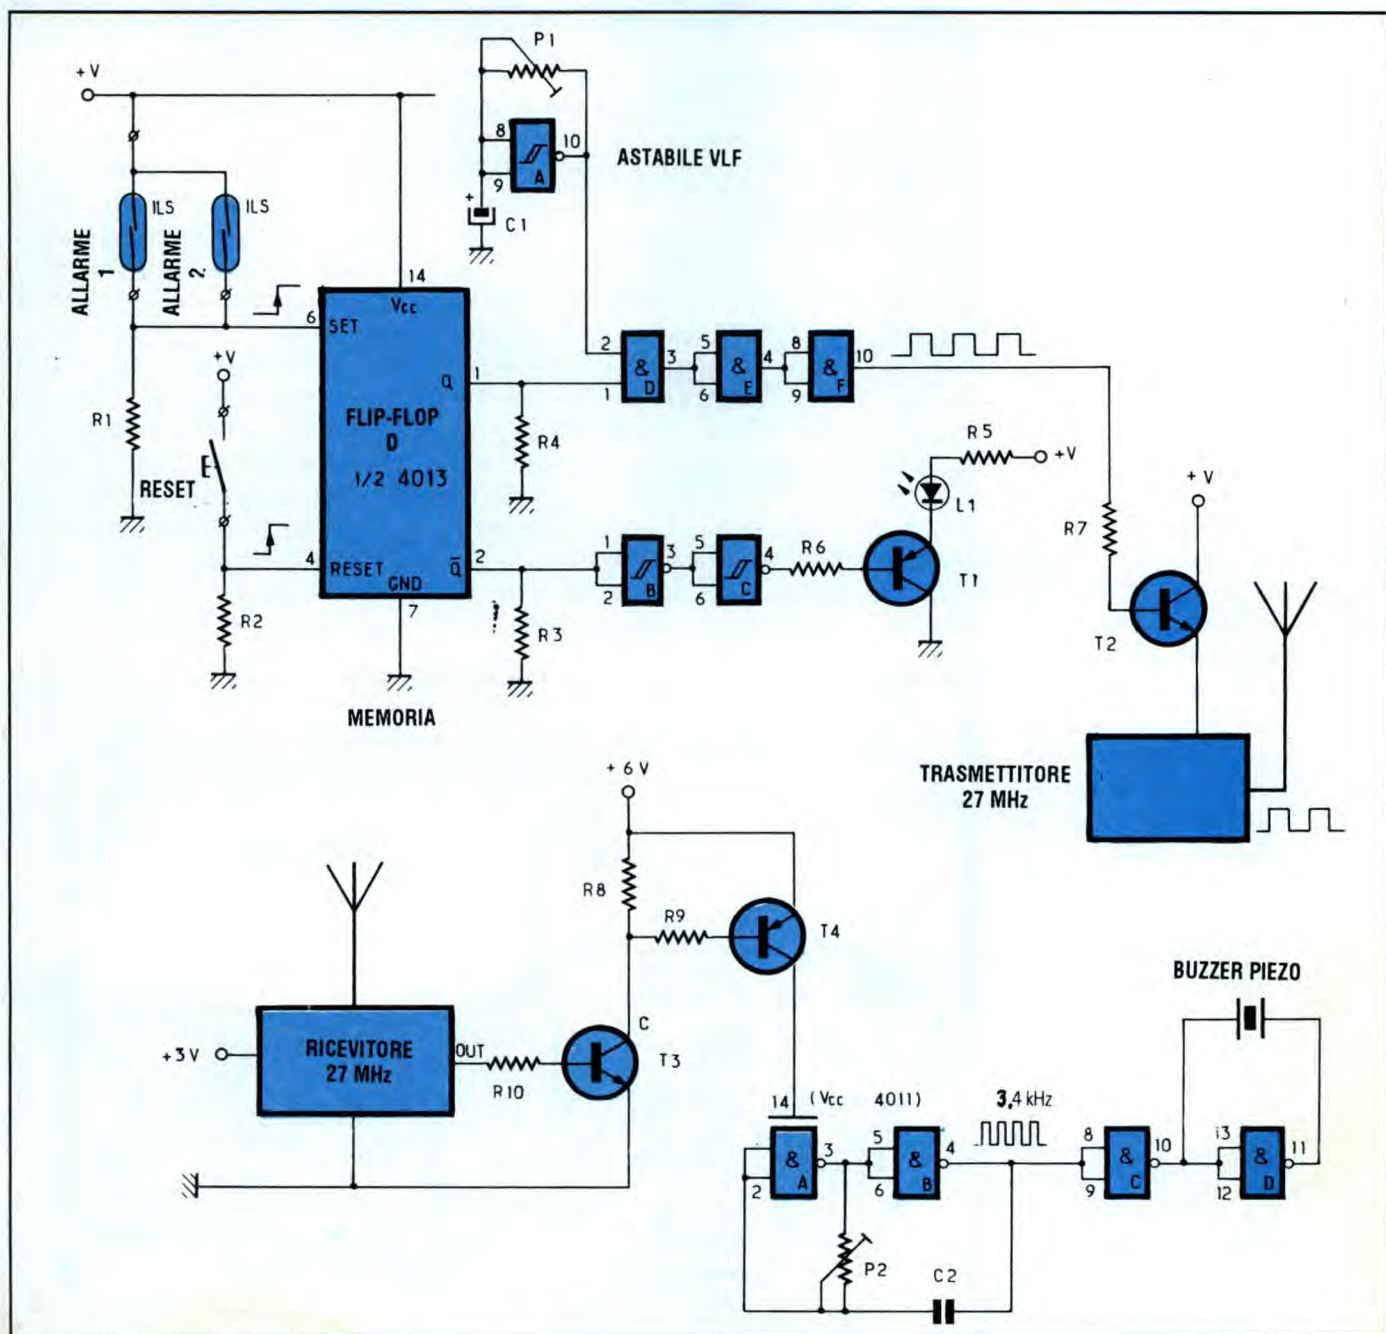 P1
+V
8
10
9
A
ASTABILE VLF
+
C1
ILS
ILS
ALLARME 1
ALLARME 2.
14
Vcc
6
SET
+V
Q
1
2
1
&
D
3
5
6
&
E
4
8
9
&
F
10
R1
FLIP-FLOP
D
1/2 4013
R4
R5
+V
L1
RESET
R7
+V
4
RESET
GND
Q
2
7
1
2
B
3
5
6
C
4
R6
T1
R2
R3
T2
MEMORIA
TRASMETTITORE
27 MHz
+ 6 V
R8
R9
T4
BUZZER PIEZO
+3V
RICEVITORE
27 MHz
OUT
R10
C
T3
14
(Vcc 4011)
3,4 kHz
2
&
A
3
5
6
&
B
4
8
9
&
C
10
13
12
&
D
11
P2
C2